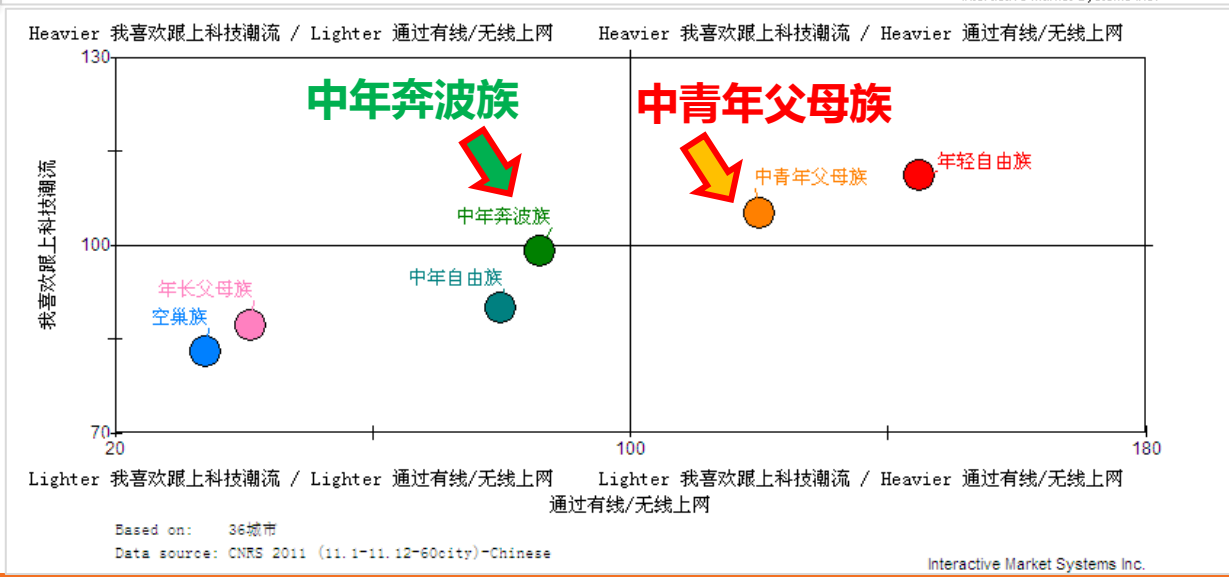 Heavier 我喜欢跟上科技潮流 / Lighter 通过有线/无线上网
Heavier 我喜欢跟上科技潮流 / Heavier 通过有线/无线上网
130
中年奔波族
中青年父母族
年轻自由族
中青年父母族
中年奔波族
我喜欢跟上科技潮流
100
中年自由族
年长父母族
空巢族
70
20
100
180
Lighter 我喜欢跟上科技潮流 / Lighter 通过有线/无线上网
Lighter 我喜欢跟上科技潮流 / Heavier 通过有线/无线上网
通过有线/无线上网
Based on: 36城市
Data source: CNRS 2011 (11.1-11.12-60city)-Chinese
Interactive Market Systems Inc.